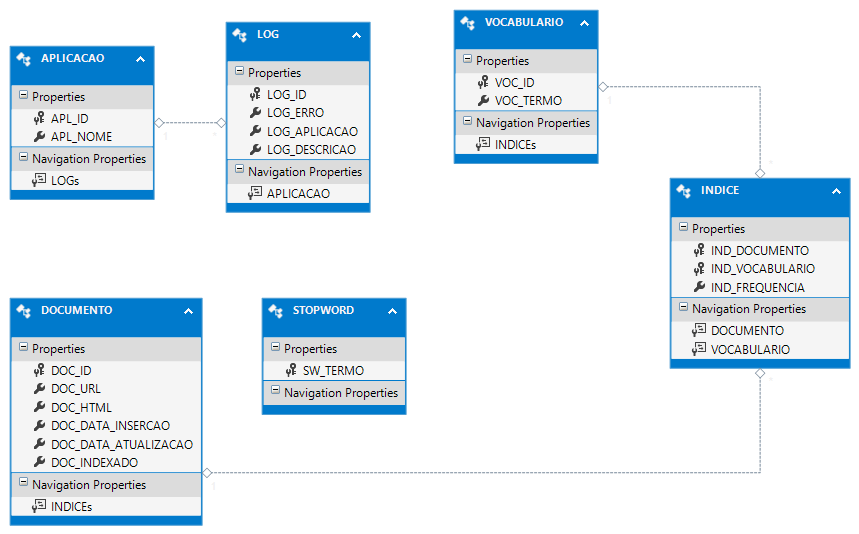 APLICACAO
Properties
APL_ID
APL_NOME
Navigation Properties
LOGs
LOG
Properties
LOG_ID
LOG_ERRO
LOG_APLICACAO
LOG_DESCRICAO
Navigation Properties
APLICACAO
VOCABULARIO
Properties
VOC_ID
VOC_TERMO
Navigation Properties
INDICEs
INDICE
Properties
IND_DOCUMENTO
IND_VOCABULARIO
IND_FREQUENCIA
Navigation Properties
DOCUMENTO
VOCABULARIO
DOCUMENTO
Properties
DOC_ID
DOC_URL
DOC_HTML
DOC_DATA_INSERCAO
DOC_DATA_ATUALIZACAO
DOC_INDEXADO
Navigation Properties
INDICEs
STOPWORD
Properties
SW_TERMO
Navigation Properties